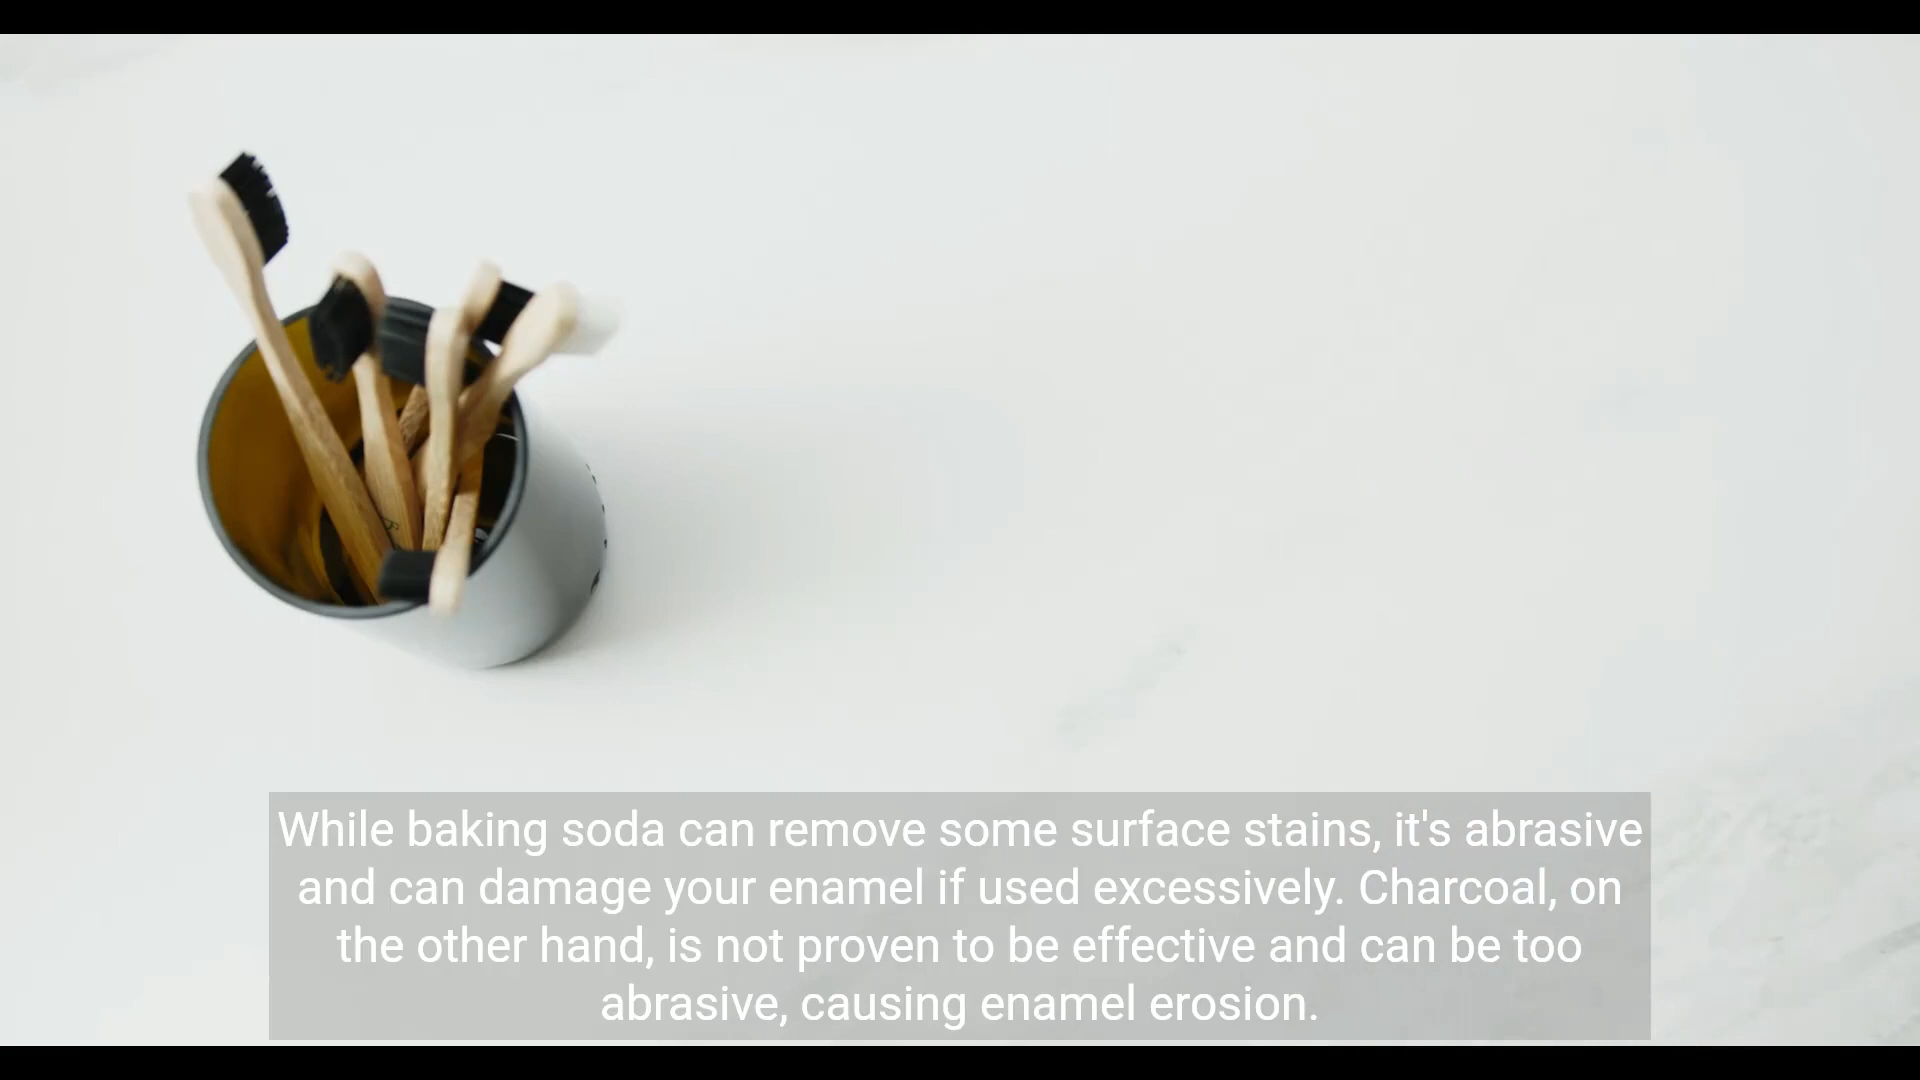 While baking soda can remove some surface stains, it's abrasive
and can damage your enamel if used excessively. Charcoal, on
the other hand, is not proven to be effective and can be too
abrasive, causing enamel erosion.